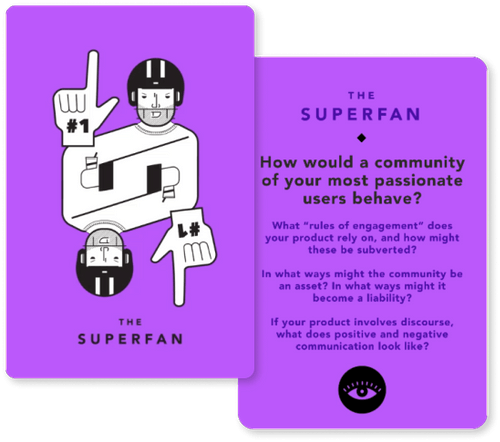 #1
L#
THE
SUPERFAN
THE
SUPERFAN
How would a community
of your most passionate
users behave?
What “rules of engagement” does
your product rely on, and how might
these be subverted?
In what ways might the community be
an asset? In what ways might it
become a liability?
If your product involves discourse,
what does positive and negative
communication look like?